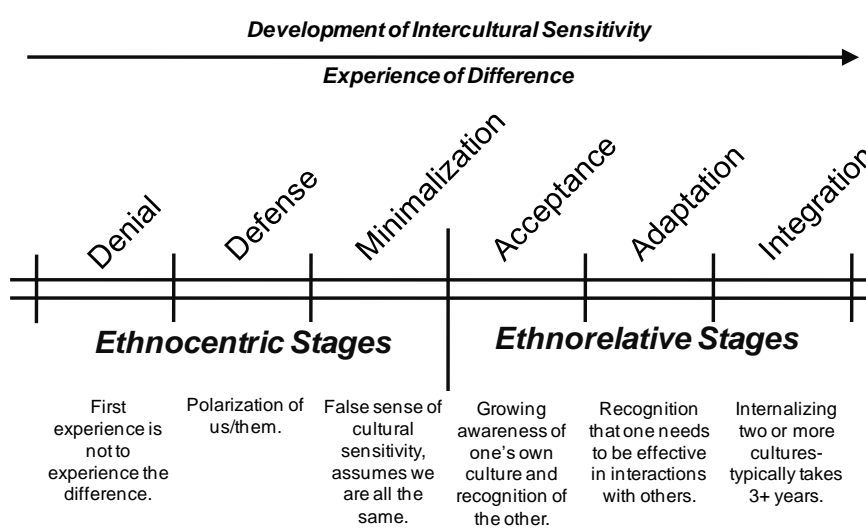 Development of Intercultural Sensitivity
Experience of Difference
Denial
Defense
Minimalization
Acceptance
Adaptation
Integration
Ethnocentric Stages
Ethnorelative Stages
First
experience is
not to
experience the
difference.
Polarization of
us/them.
False sense of
cultural
sensitivity,
assumes we
are all the
same.
Growing
awareness of
one's own
culture and
recognition of
the other.
Recognition
that one needs
to be effective
in interactions
with others.
Internalizing
two or more
cultures-
typically takes
3+ years.